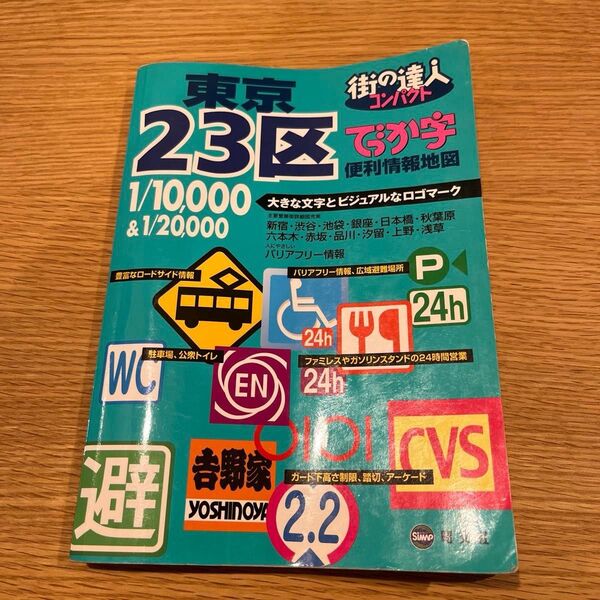 東京
23区
1/10,000
& 1/20,000
街の達人
コンパクト
でっか字
便利情報地図
大きな文字とビジュアルなロゴマーク
新宿・渋谷・池袋・銀座・日本橋・秋葉原
六本木・赤坂・品川・汐留・上野・浅草
人にやさしい
バリアフリー情報
豊富なロードサイド情報
バリアフリー情報、広域避難場所
P
24h
24h
駐車場、公衆トイレ
ファミレスやガソリンスタンドの24時間営業
WC
EN
24h
OIOI
CVS
避
吉野家
YOSHINOYA
ガード下高さ制限、踏切、アーケード
2.2
昭文社